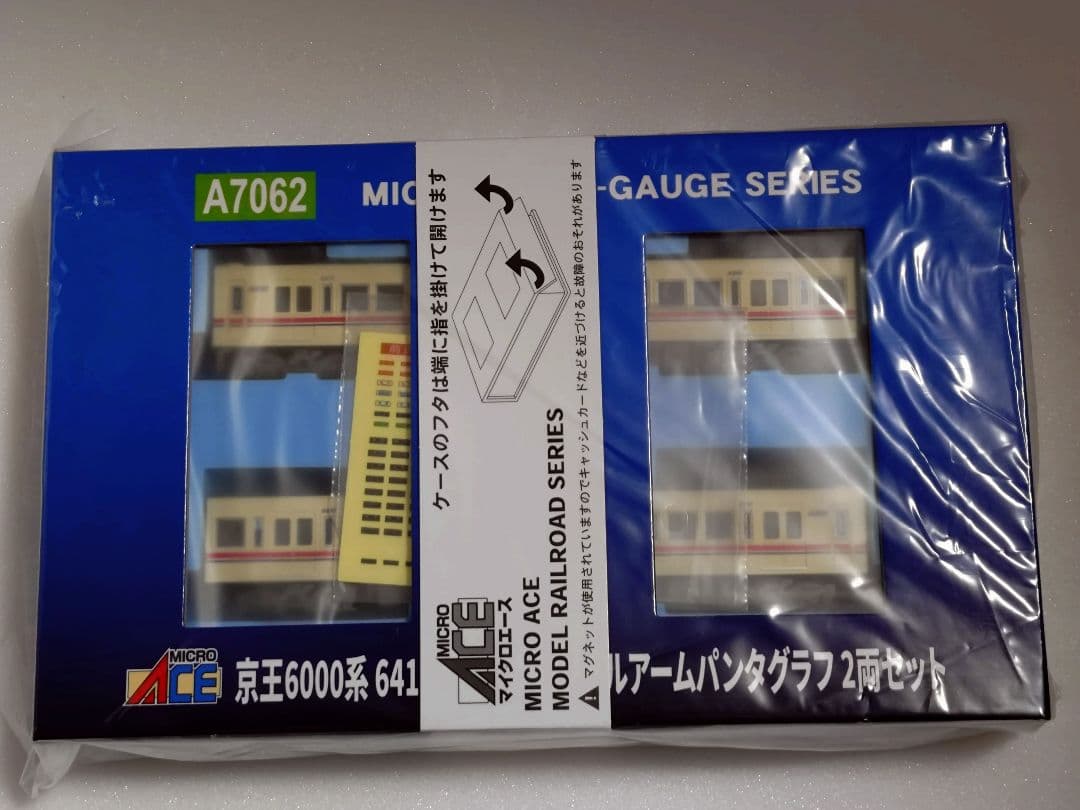 A7062
MIC
-GAUGE SERIES
ケースのフタは端に指を掛けて開けます
MICRO
ACE
マイクロエース
MICRO ACE
MODEL RAILROAD SERIES
マグネットが使用されていますのでキャッシュカードなどを近づけると故障のおそれがあります
MICRO
ACE
京王6000系 641
ルアームパンタグラフ 2両セット